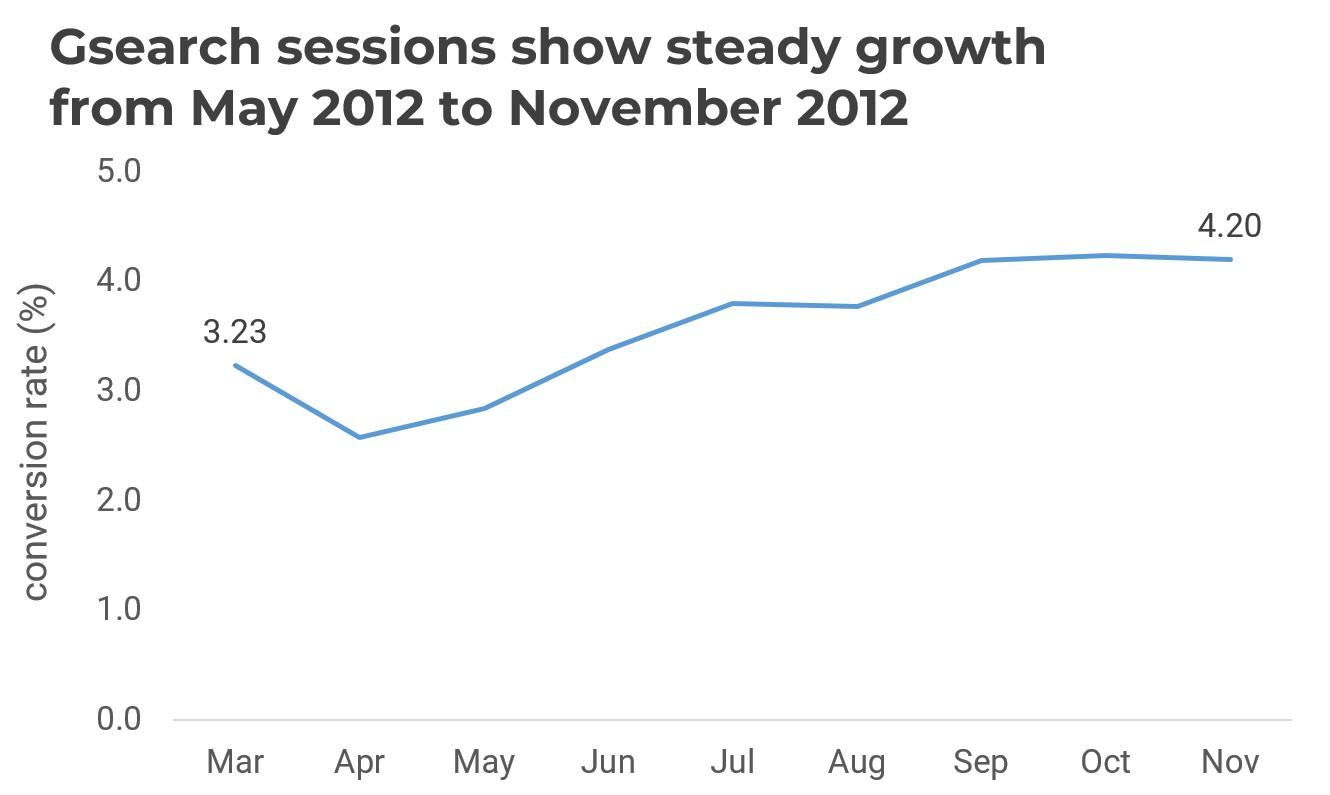 Gsearch sessions show steady growth
from May 2012 to November 2012
5.0
4.20
4.0
3.23
3.0
2.0
1.0
0.0
conversion rate (%)
Mar Apr May Jun Jul Aug Sep Oct Nov